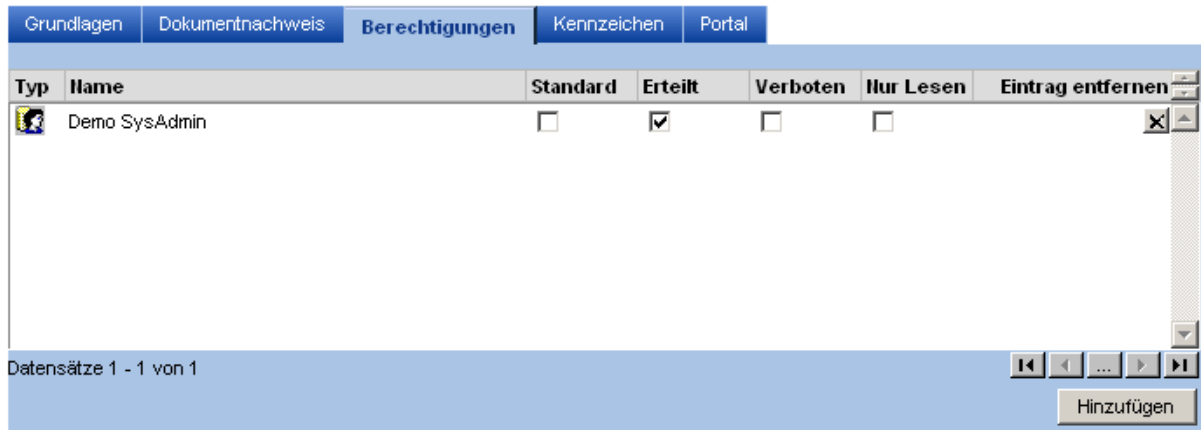 Grundlagen Dokumentnachweis Berechtigungen Kennzeichen Portal
Typ Name Standard Erteilt Verboten Nur Lesen Eintrag entfernen
Demo SysAdmin
Datensätze 1 - 1 von 1 ...
Hinzufügen